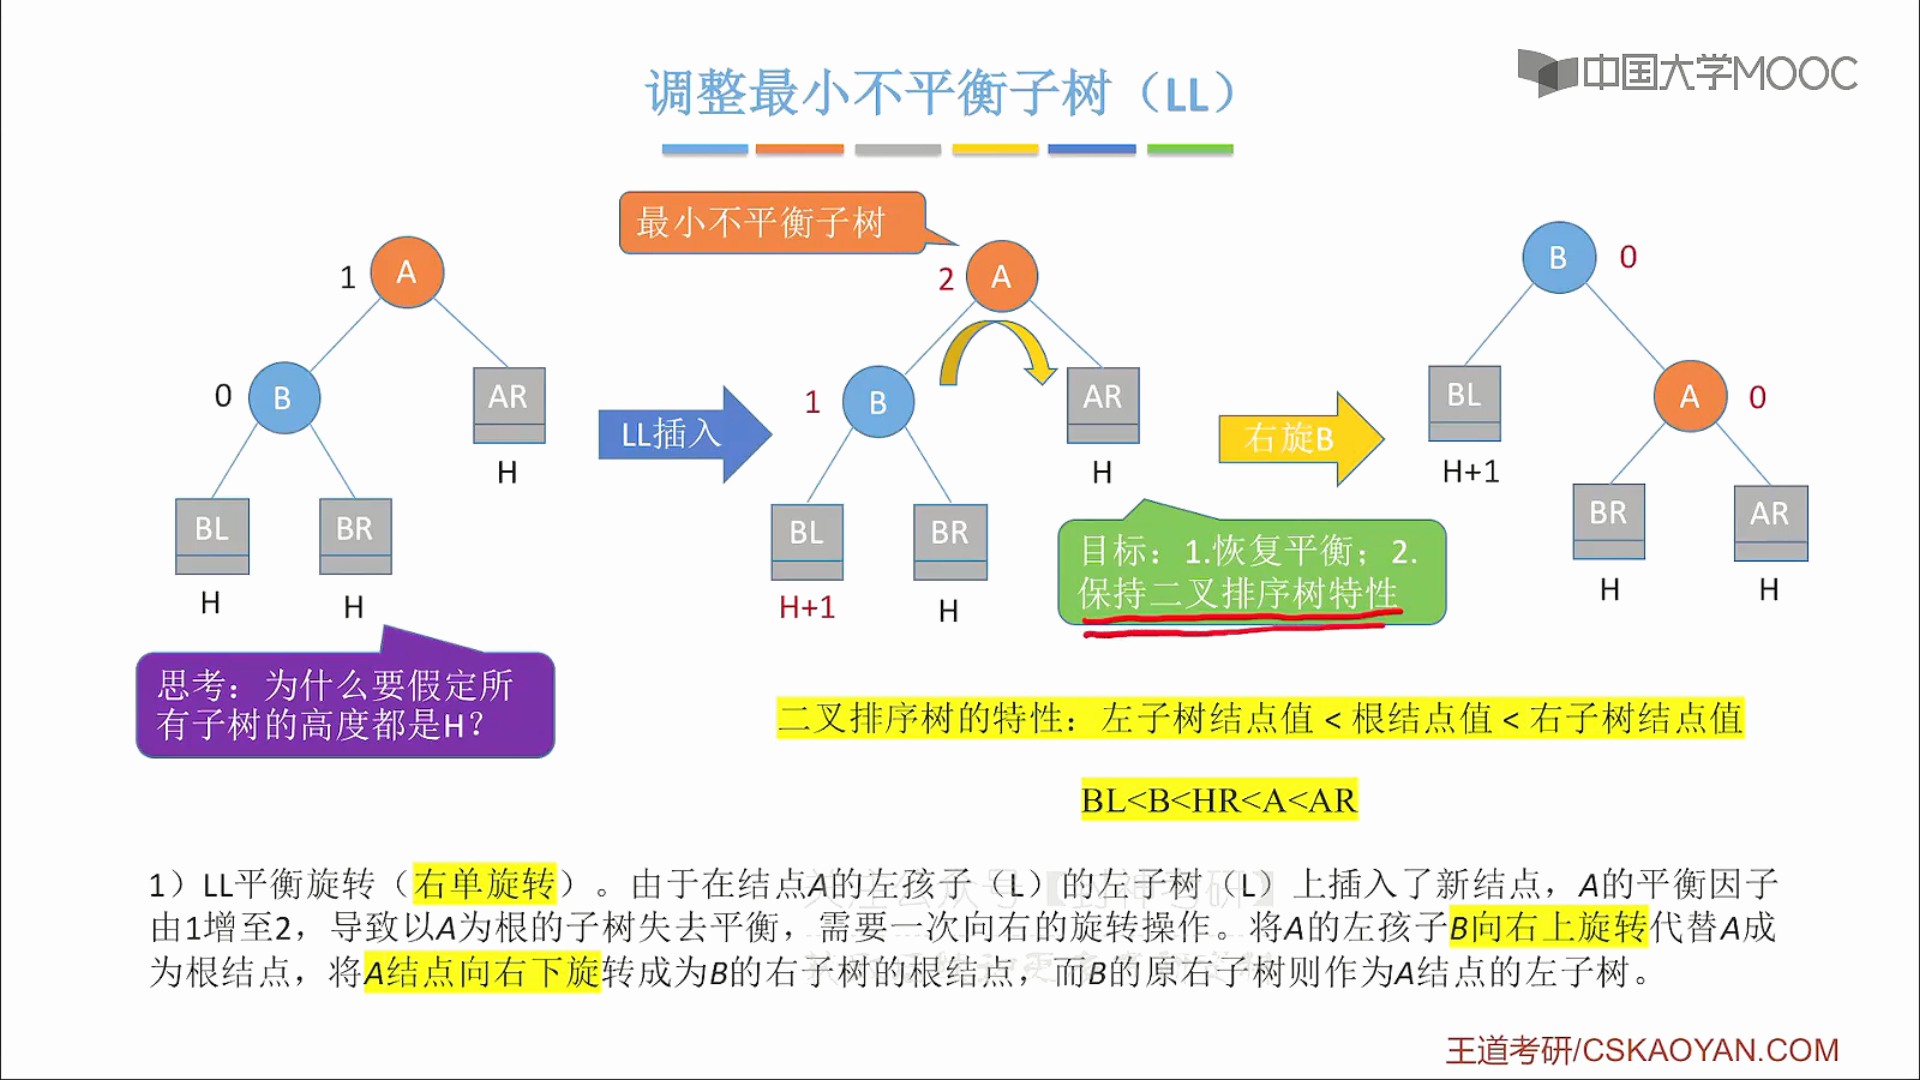 中国大学MOOC
调整最小不平衡子树（LL）
最小不平衡子树
1
A
0
B
AR
H
BL
BR
H
H
LL插入
2
A
1
B
AR
H
BL
BR
H+1
H
右旋B
B
0
BL
A
0
H+1
BR
AR
H
H
目标：1.恢复平衡；2.
保持二叉排序树特性
思考：为什么要假定所
有子树的高度都是H？
二叉排序树的特性：左子树结点值 < 根结点值 < 右子树结点值
BL<B<HR<A<AR
1）LL平衡旋转（右单旋转）。由于在结点A的左孩子（L）的左子树（L）上插入了新结点，A的平衡因子
由1增至2，导致以A为根的子树失去平衡，需要一次向右的旋转操作。将A的左孩子B向右上旋转代替A成
为根结点，将A结点向右下旋转成为B的右子树的根结点，而B的原右子树则作为A结点的左子树。
王道考研/CSKAOYAN.COM